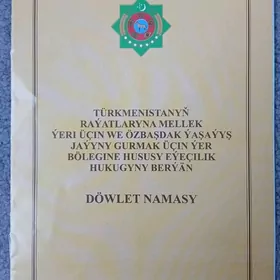 TÜRKMENISTANYŇ
RAÝATLARYNA MELLEK
ÝERI ÜÇIN WE ÖZBAŞDAK ÝAŞAÝYŞ
JAÝYNY GURMAK ÜÇIN ÝER
BÖLEGINE HUSUSY EÝEÇILIK
HUKUGYNY BERÝÄN
DÖWLET NAMASY